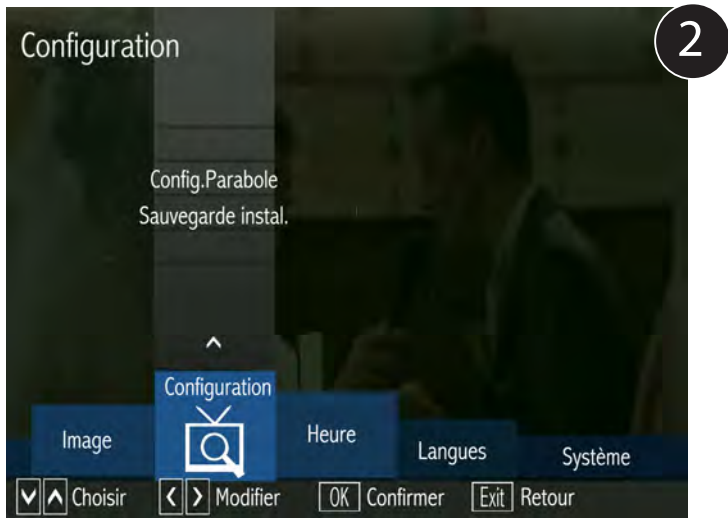 Configuration
2
Config.Parabole
Sauvegarde instal.
Configuration
Image
Heure
Langues
Système
Choisir
Modifier
OK Confirmer
Exit Retour